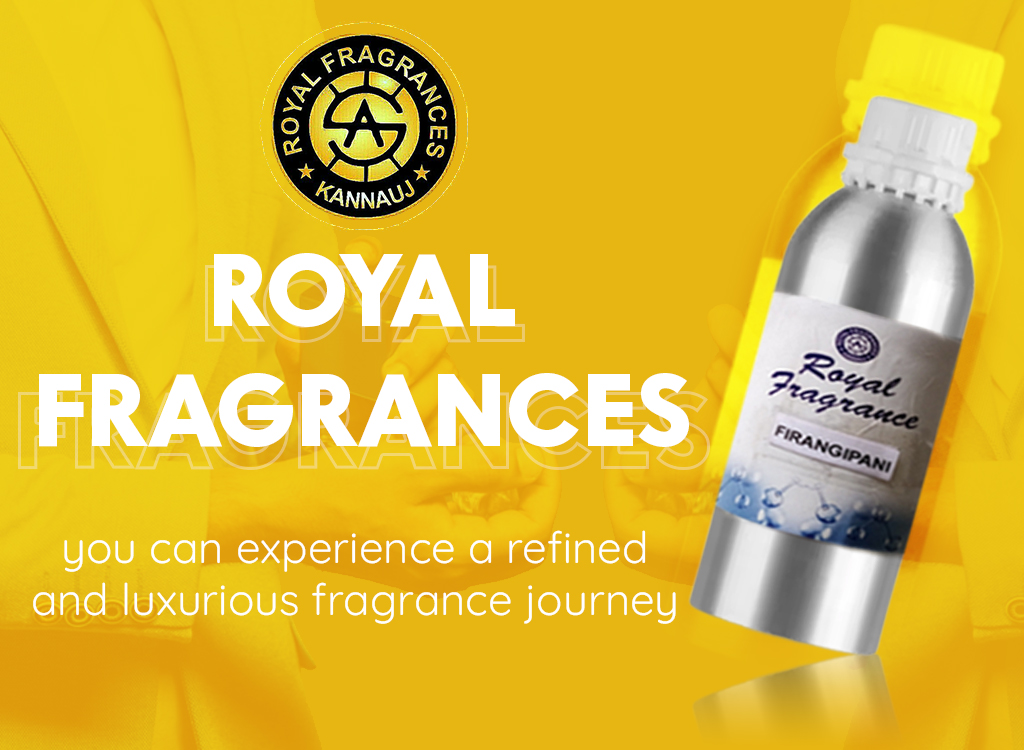 ROYAL FRAGRANCES
KANNAUJ
ROYAL
FRAGRANCES
you can experience a refined
and luxurious fragrance journey
Royal
Fragrance
FIRANGIPANI